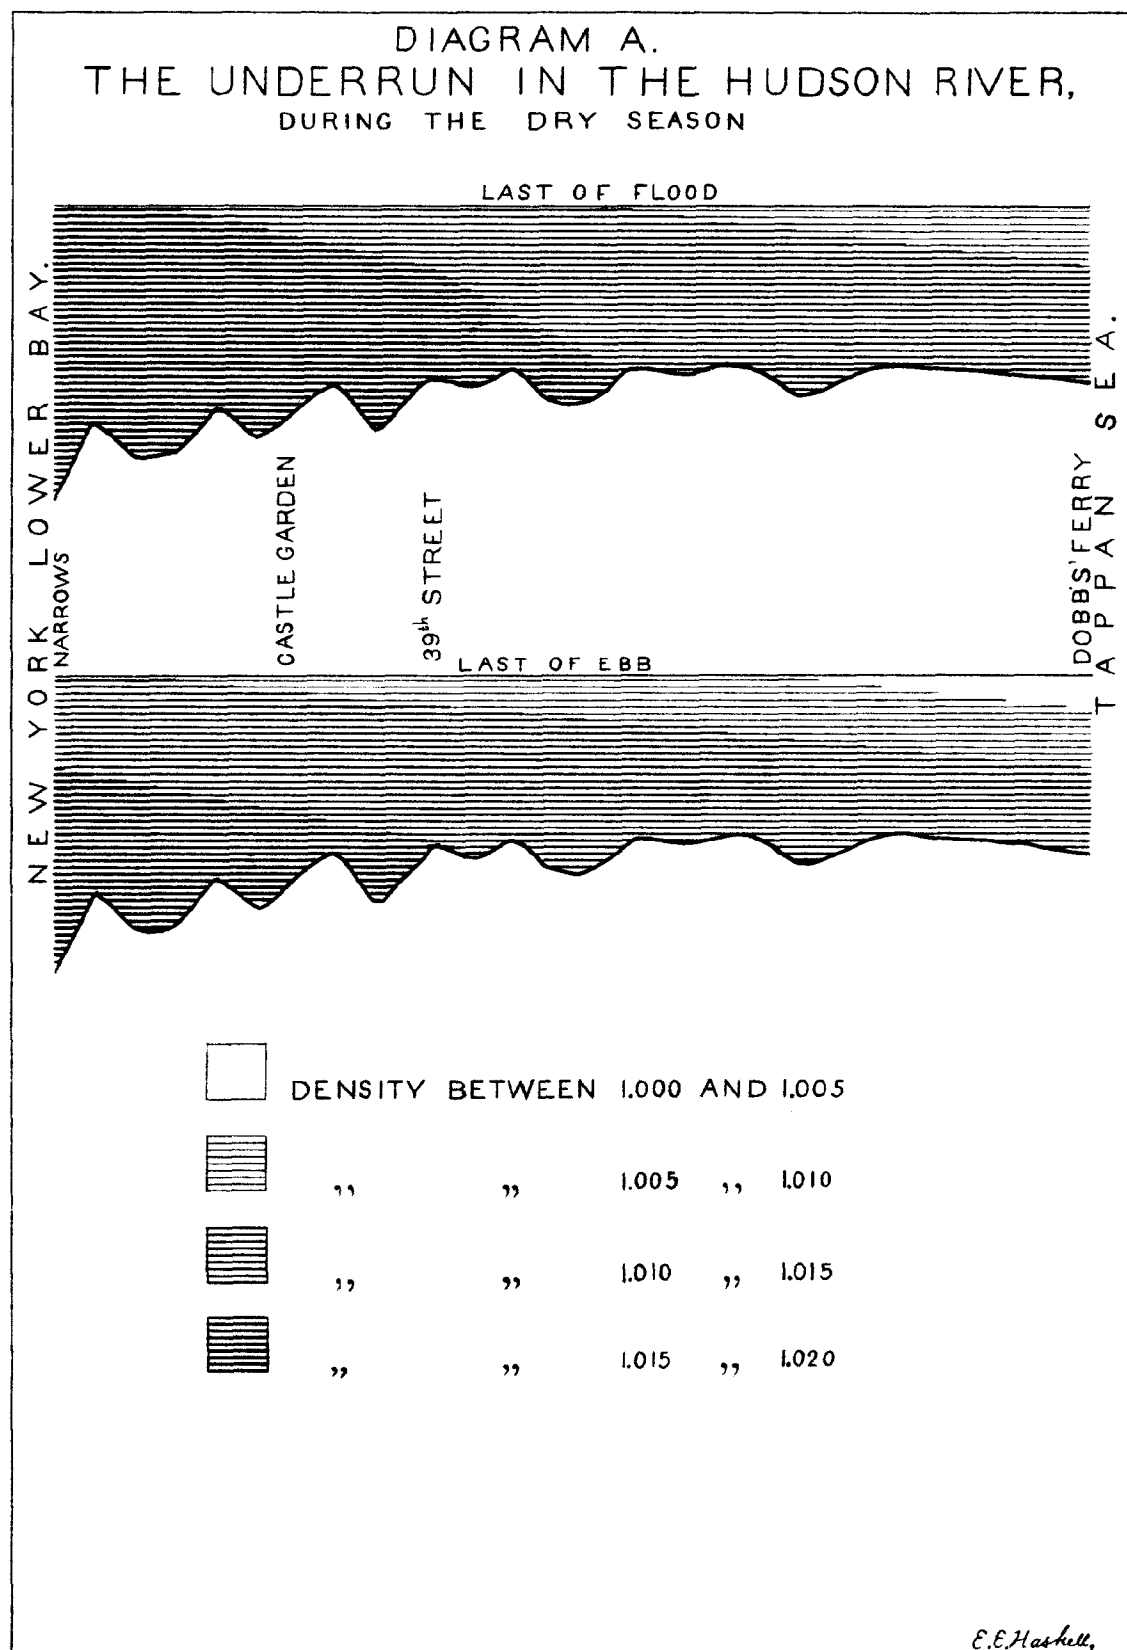 DIAGRAM A.
THE UNDERRUN IN THE HUDSON RIVER,
DURING THE DRY SEASON
LAST OF FLOOD
NEW YORK LOWER BAY.
NARROWS
CASTLE GARDEN
39th STREET
DOBBS' FERRY
TAPPAN SEA.
LAST OF EBB
DENSITY BETWEEN 1.000 AND 1.005
,, ,, 1.005 ,, 1.010
,, ,, 1.010 ,, 1.015
,, ,, 1.015 ,, 1.020
E.E.Haskell,